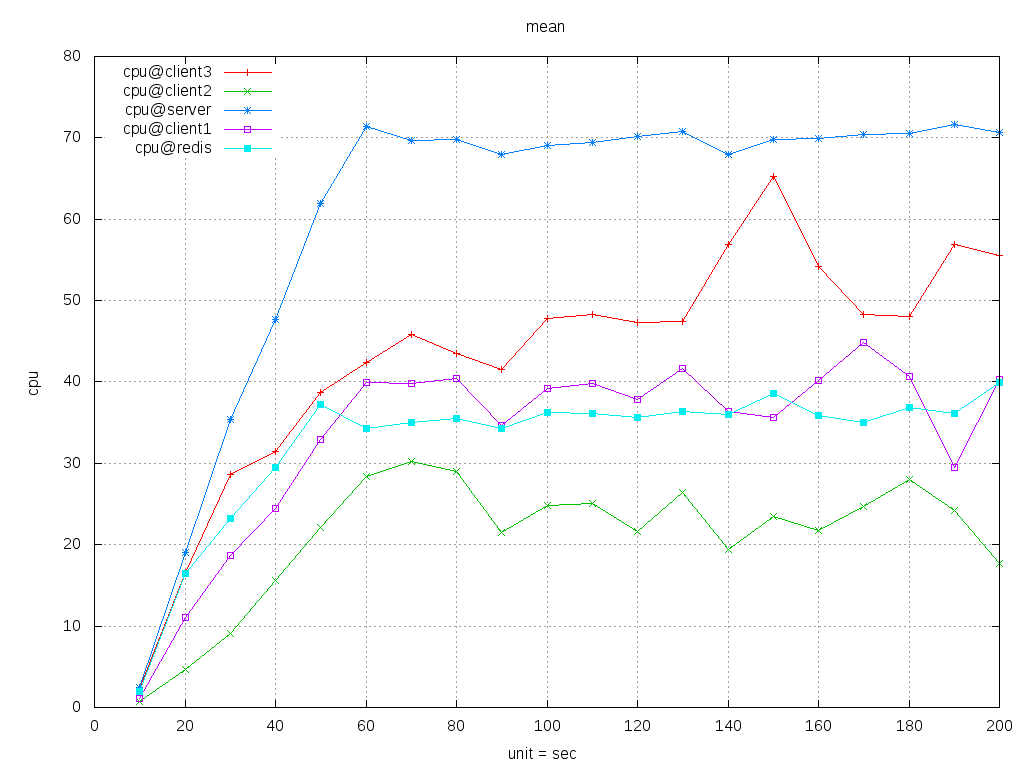 mean
80
70
60
50
40
30
20
10
0
cpu
cpu@client3
cpu@client2
cpu@server
cpu@client1
cpu@redis
0 20 40 60 80 100 120 140 160 180 200
unit = sec